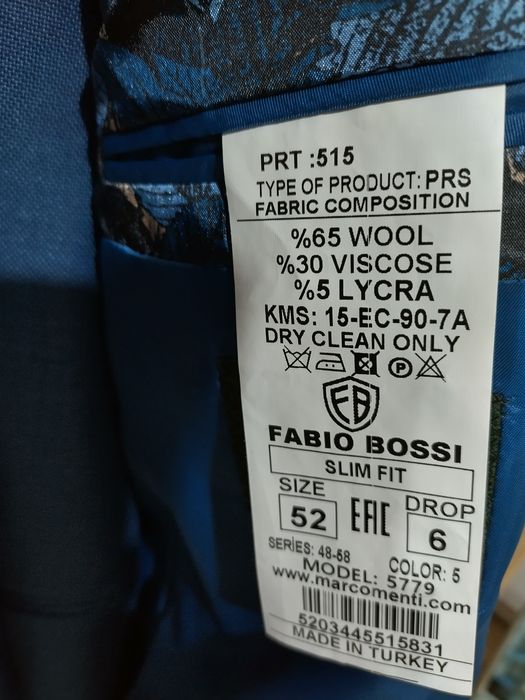 PRT :515
TYPE OF PRODUCT: PRS
FABRIC COMPOSITION
%65 WOOL
%30 VISCOSE
%5 LYCRA
KMS: 15-EC-90-7A
DRY CLEAN ONLY
P
FB
FABIO BOSSI
SLIM FIT
SIZE
52
EAC
DROP
6
SERIES: 48-58
COLOR: 5
MODEL: 5779
www.marcomenti.com
5203445515831
MADE IN TURKEY